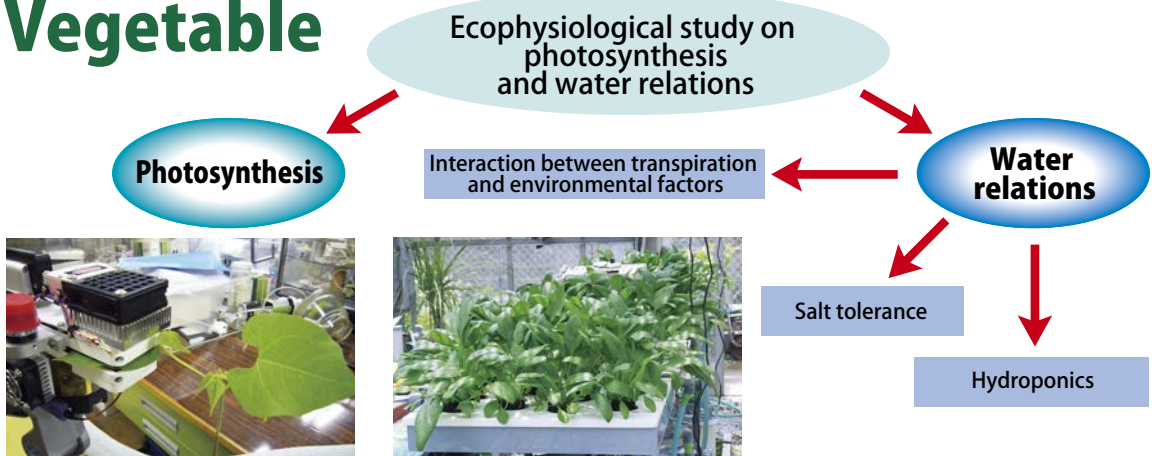 Vegetable
Ecophysiological study on
photosynthesis
and water relations
Photosynthesis
Interaction between transpiration
and environmental factors
Water
relations
Salt tolerance
Hydroponics